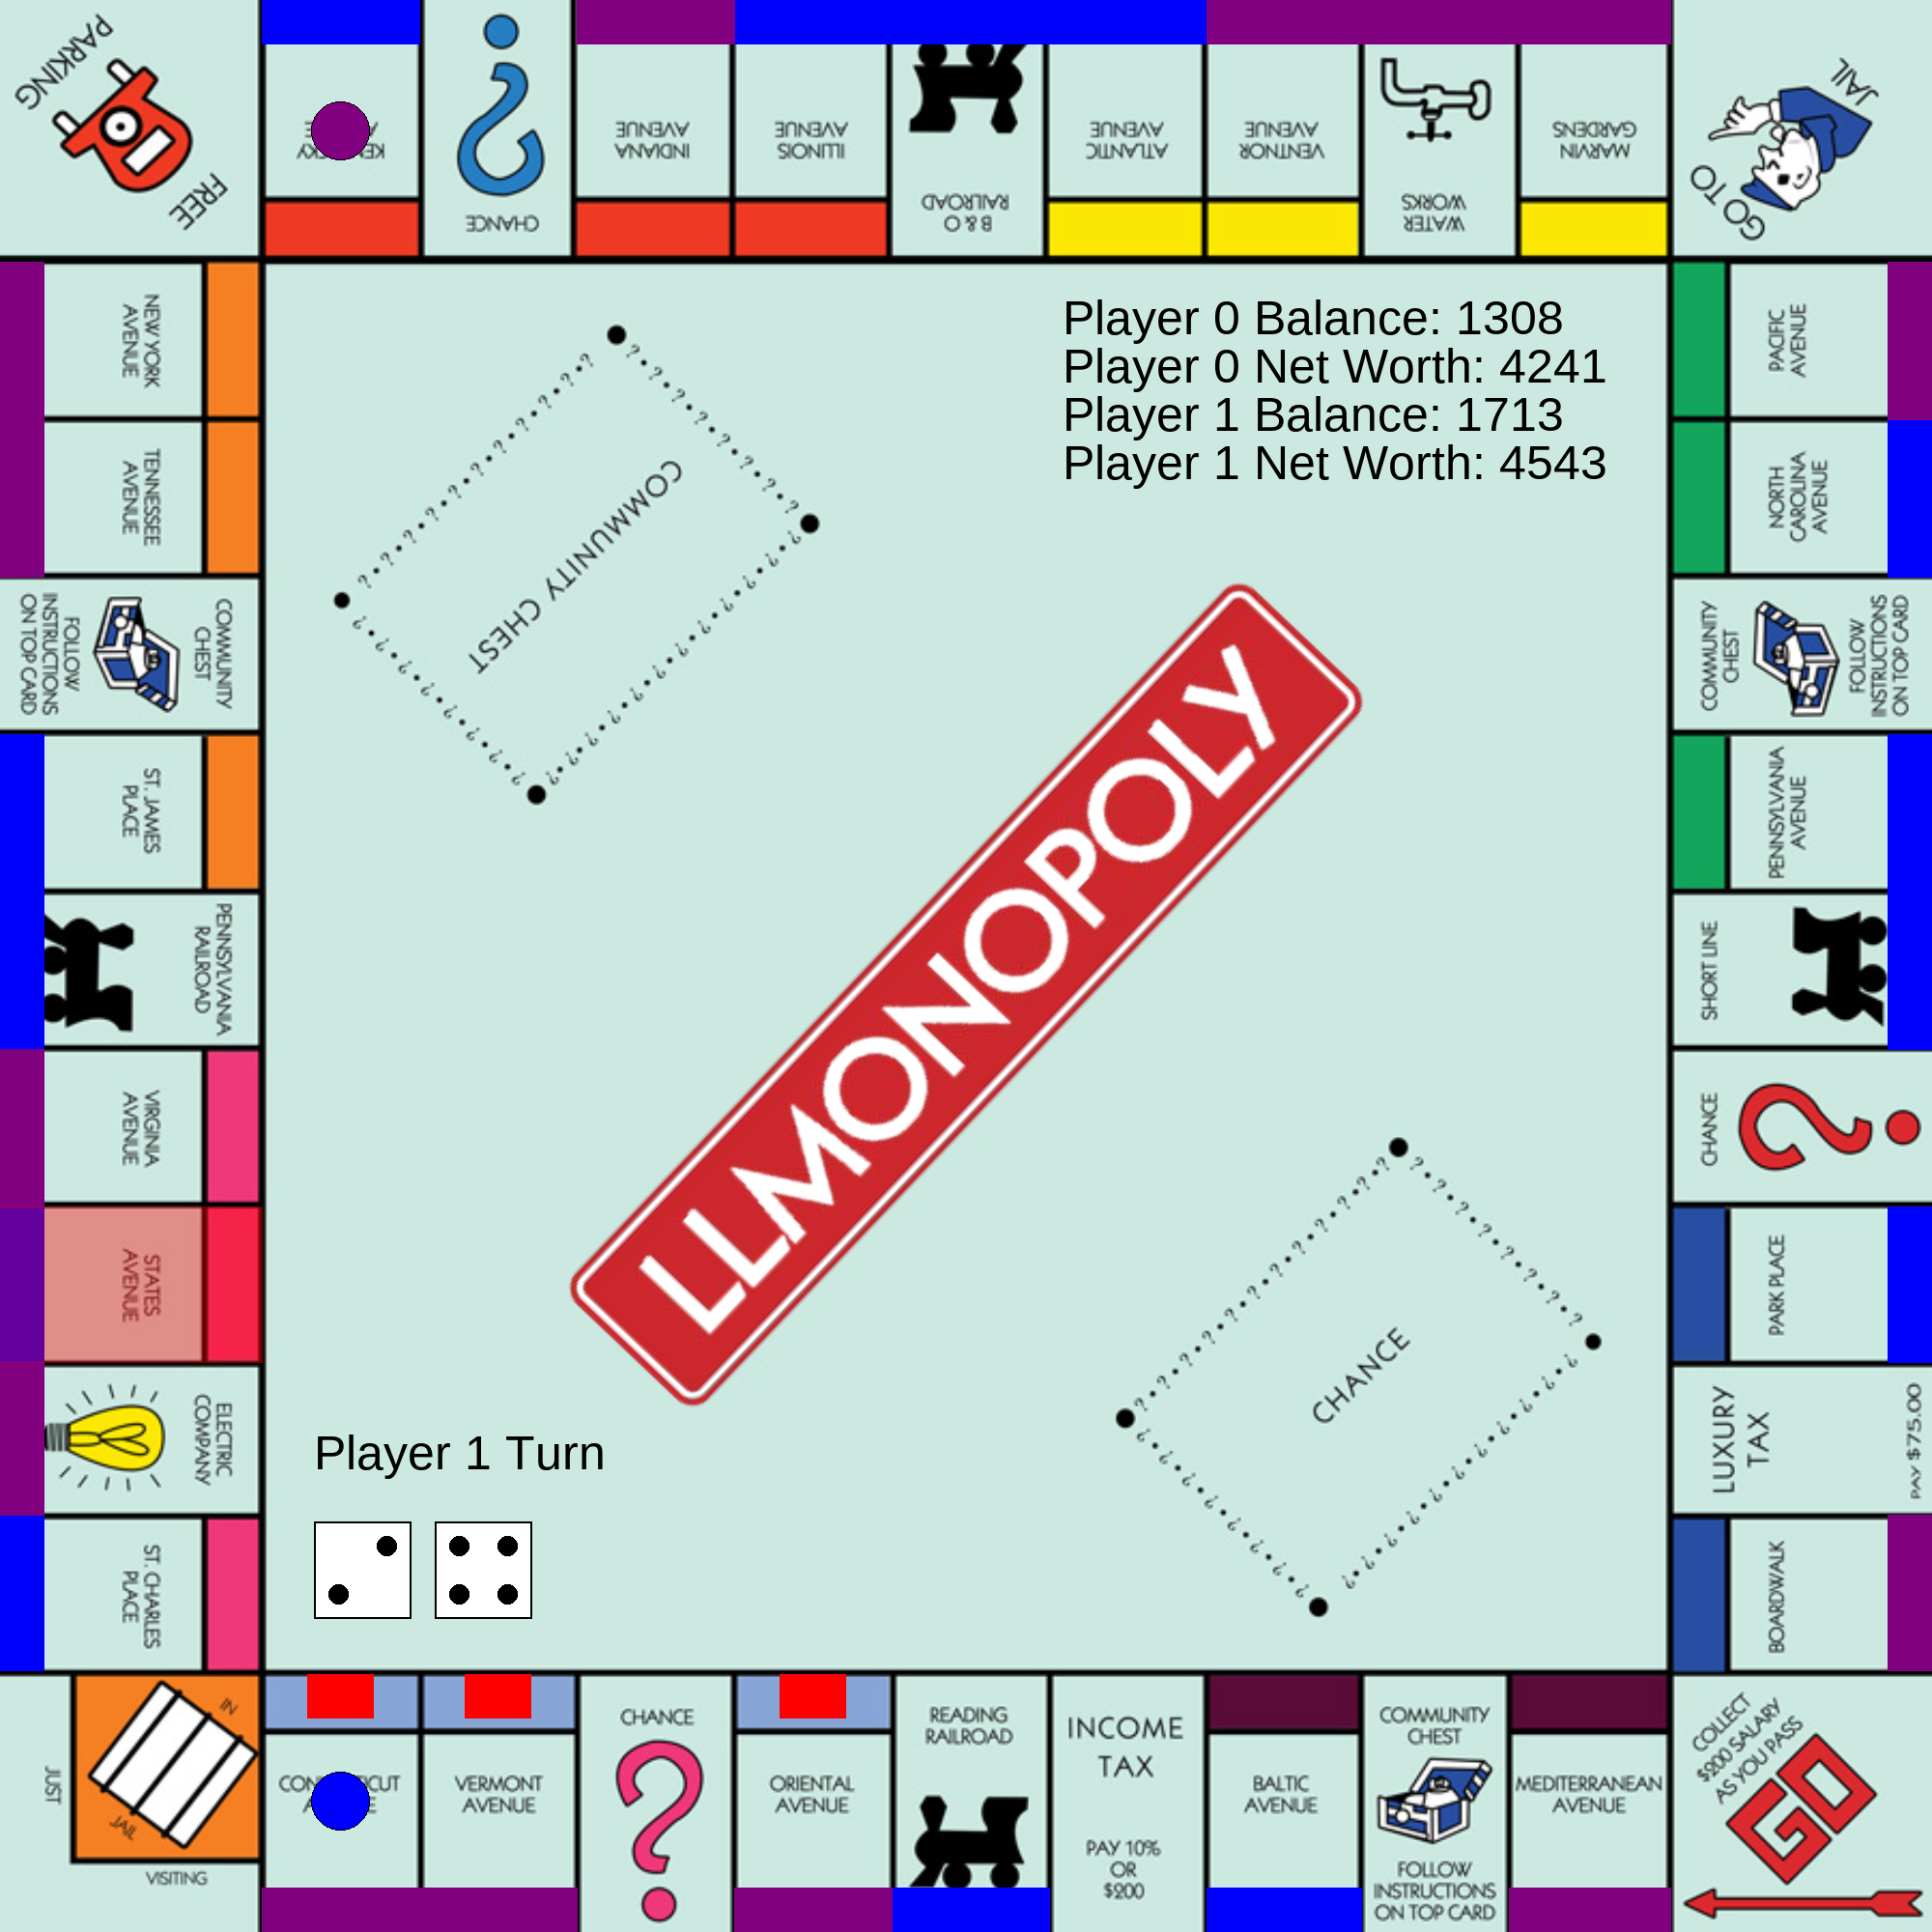 FREE
PARKING
CHANCE
INDIANA
AVENUE
ILLINOIS
AVENUE
B & O
RAILROAD
ATLANTIC
AVENUE
VENTNOR
AVENUE
WATER
WORKS
MARVIN
GARDENS
GO TO
JAIL
NEW YORK
AVENUE
TENNESSEE
AVENUE
COMMUNITY
CHEST
FOLLOW
INSTRUCTIONS
ON TOP CARD
ST. JAMES
PLACE
PENNSYLVANIA
RAILROAD
VIRGINIA
AVENUE
STATES
AVENUE
ELECTRIC
COMPANY
ST. CHARLES
PLACE
Player 0 Balance: 1308
Player 0 Net Worth: 4241
Player 1 Balance: 1713
Player 1 Net Worth: 4543
COMMUNITY CHEST
LLMONOPOLY
CHANCE
Player 1 Turn
PACIFIC
AVENUE
NORTH
CAROLINA
AVENUE
COMMUNITY
CHEST
FOLLOW
INSTRUCTIONS
ON TOP CARD
PENNSYLVANIA
AVENUE
SHORT LINE
CHANCE
PARK PLACE
LUXURY
TAX
PAY $75.00
BOARDWALK
JUST
VISITING
IN
JAIL
VERMONT
AVENUE
CHANCE
ORIENTAL
AVENUE
READING
RAILROAD
INCOME
TAX
PAY 10%
OR
$200
BALTIC
AVENUE
COMMUNITY
CHEST
FOLLOW
INSTRUCTIONS
ON TOP CARD
MEDITERRANEAN
AVENUE
COLLECT
$200 SALARY
AS YOU PASS
GO